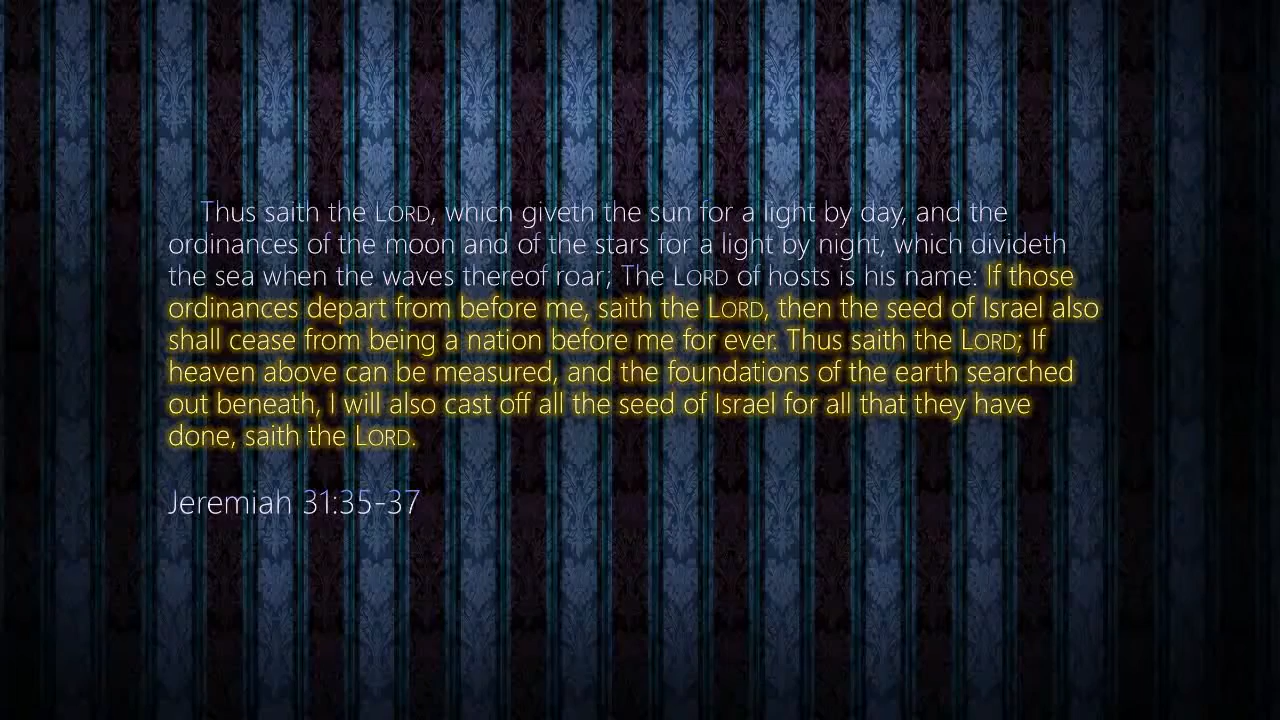 Thus saith the LORD, which giveth the sun for a light by day, and the
ordinances of the moon and of the stars for a light by night, which divideth
the sea when the waves thereof roar; The LORD of hosts is his name: If those
ordinances depart from before me, saith the LORD, then the seed of Israel also
shall cease from being a nation before me for ever. Thus saith the LORD; If
heaven above can be measured, and the foundations of the earth searched
out beneath, I will also cast off all the seed of Israel for all that they have
done, saith the LORD.
Jeremiah 31:35-37